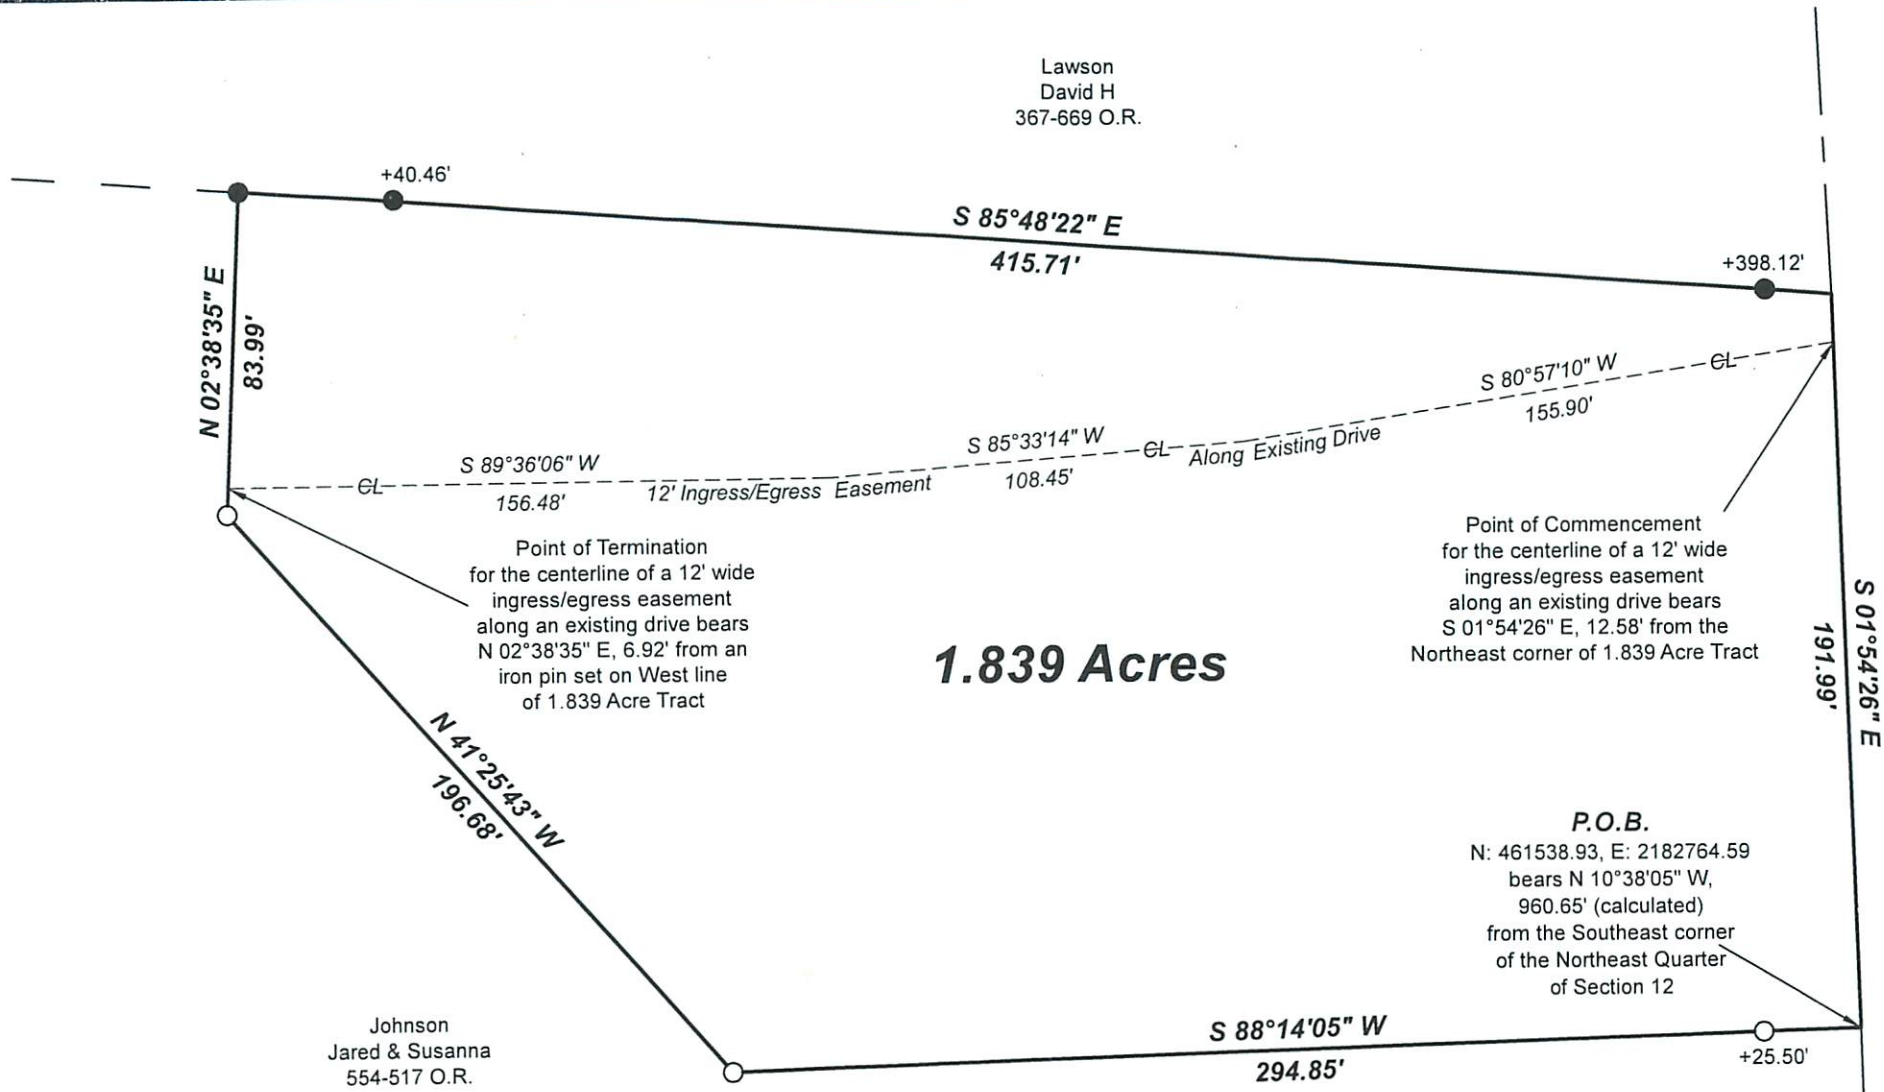 Lawson
David H
367-669 O.R.
+40.46'
S 85°48'22" E
415.71'
+398.12'
N 02°38'35" E
83.99'
S 80°57'10" W
CL
155.90'
S 85°33'14" W
CL
Along Existing Drive
108.45'
S 89°36'06" W
CL
156.48'
12' Ingress/Egress Easement
Point of Termination
for the centerline of a 12' wide
ingress/egress easement
along an existing drive bears
N 02°38'35" E, 6.92' from an
iron pin set on West line
of 1.839 Acre Tract
Point of Commencement
for the centerline of a 12' wide
ingress/egress easement
along an existing drive bears
S 01°54'26" E, 12.58' from the
Northeast corner of 1.839 Acre Tract
S 01°54'26" E
191.99'
1.839 Acres
N 41°25'43" W
196.68'
P.O.B.
N: 461538.93, E: 2182764.59
bears N 10°38'05" W,
960.65' (calculated)
from the Southeast corner
of the Northeast Quarter
of Section 12
S 88°14'05" W
294.85'
+25.50'
Johnson
Jared & Susanna
554-517 O.R.